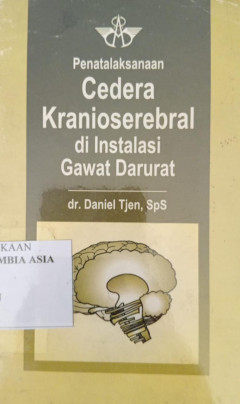 Penatalaksanaan
Cedera
Kranioserebral
di Instalasi
Gawat Darurat
dr. Daniel Tjen, SpS
KAAN
MBIA ASIA